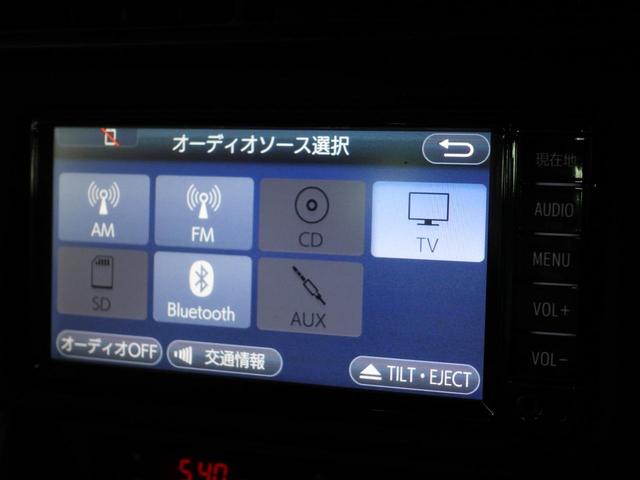 オーディオソース選択
現在地
AM
FM
CD
TV
AUDIO
SD
Bluetooth
AUX
MENU
VOL+
オーディオOFF
交通情報
TILT・EJECT
VOL-
5:40